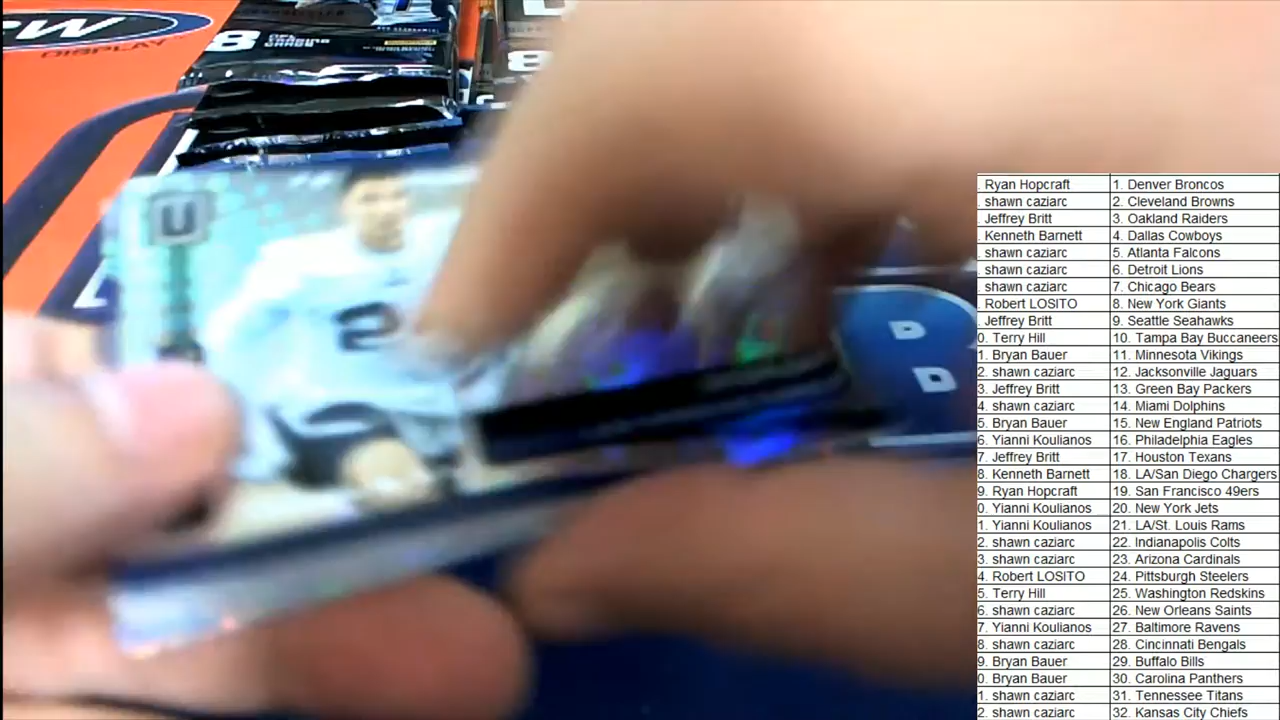 DISPLAY
8 NFL TRADING CARDS
8
U
2
. Ryan Hopcraft 1. Denver Broncos
. shawn caziarc 2. Cleveland Browns
. Jeffrey Britt 3. Oakland Raiders
. Kenneth Barnett 4. Dallas Cowboys
. shawn caziarc 5. Atlanta Falcons
. shawn caziarc 6. Detroit Lions
. shawn caziarc 7. Chicago Bears
. Robert LOSITO 8. New York Giants
. Jeffrey Britt 9. Seattle Seahawks
0. Terry Hill 10. Tampa Bay Buccaneers
1. Bryan Bauer 11. Minnesota Vikings
2. shawn caziarc 12. Jacksonville Jaguars
3. Jeffrey Britt 13. Green Bay Packers
4. shawn caziarc 14. Miami Dolphins
5. Bryan Bauer 15. New England Patriots
6. Yianni Koulianos 16. Philadelphia Eagles
7. Jeffrey Britt 17. Houston Texans
8. Kenneth Barnett 18. LA/San Diego Chargers
9. Ryan Hopcraft 19. San Francisco 49ers
0. Yianni Koulianos 20. New York Jets
1. Yianni Koulianos 21. LA/St. Louis Rams
2. shawn caziarc 22. Indianapolis Colts
3. shawn caziarc 23. Arizona Cardinals
4. Robert LOSITO 24. Pittsburgh Steelers
5. Terry Hill 25. Washington Redskins
6. shawn caziarc 26. New Orleans Saints
7. Yianni Koulianos 27. Baltimore Ravens
8. shawn caziarc 28. Cincinnati Bengals
9. Bryan Bauer 29. Buffalo Bills
0. Bryan Bauer 30. Carolina Panthers
1. shawn caziarc 31. Tennessee Titans
2. shawn caziarc 32. Kansas City Chiefs